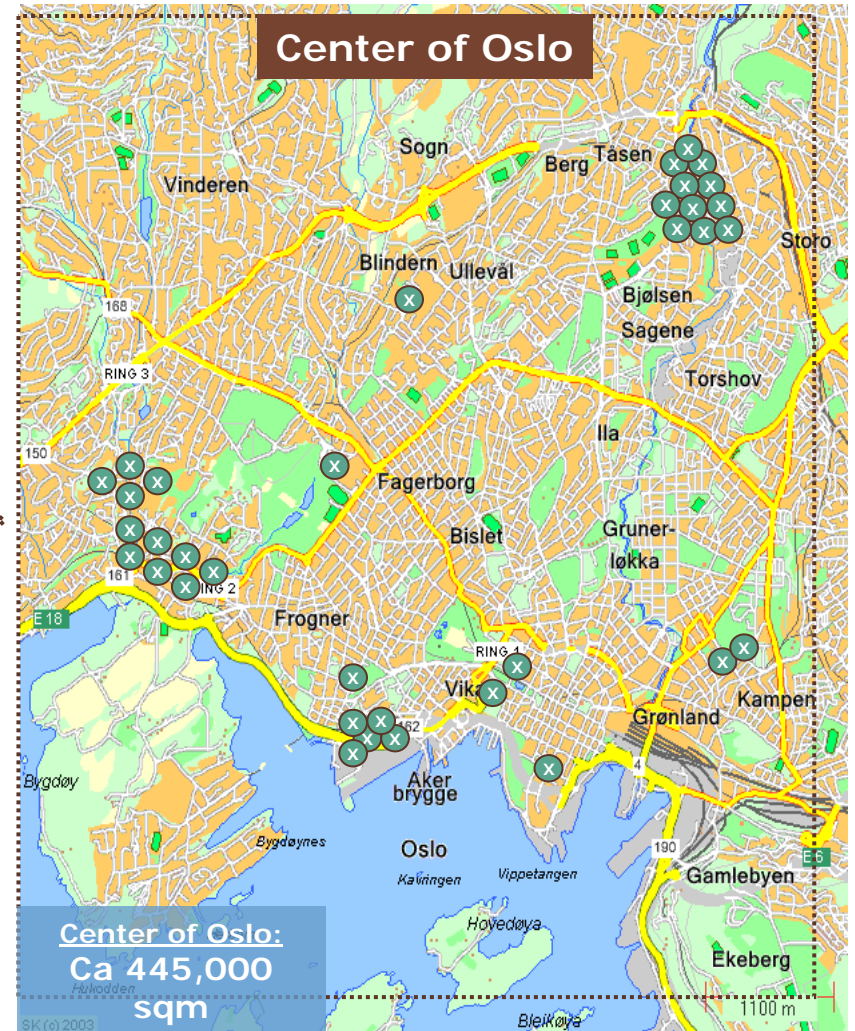 Center of Oslo
Sogn
Berg
Tåsen
Vinderen
Storo
Blindern
Ullevål
x
x
x
x
x
x
x
x
x
x
x
x
x
x
Bjølsen
168
Sagene
RING 3
Torshov
Ila
150
x
x
x
x
x
Fagerborg
x
x
x
x
x
x
x
x
Bislet
Gruner-
løkka
161
NG 2
E 18
Frogner
RING 1
x
x
x
x
Vika
x
x
Kampen
Grønland
x
x
x
x
x
162
x
4
Bygdøy
Aker
brygge
Bygdøynes
Oslo
190
E 6
Kavringen
Vippetangen
Gamlebyen
Hovedøya
Center of Oslo:
Ca 445,000
sqm
Hukodden
Ekeberg
1100 m
SK (c) 2003
Bleikøya